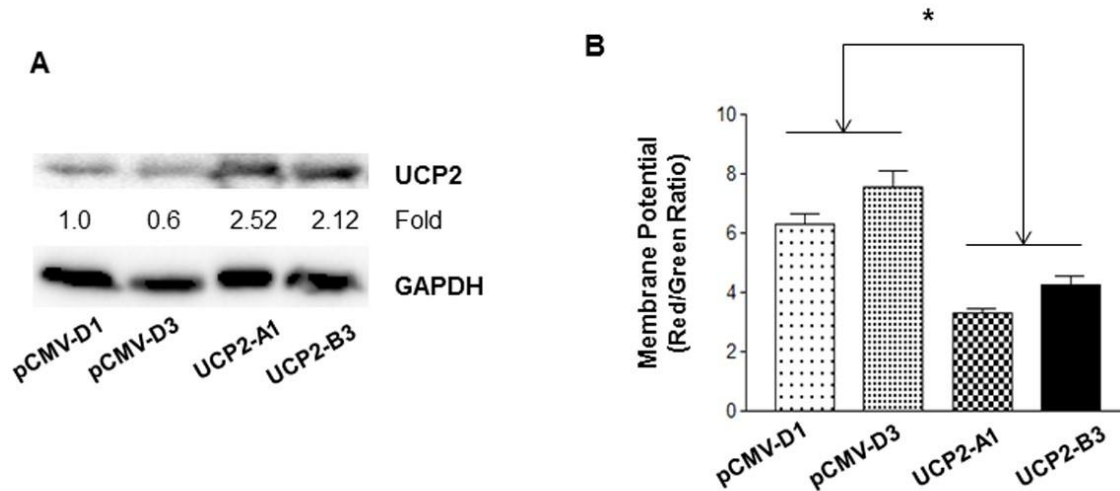 A
UCP2
1.0 0.6 2.52 2.12 Fold
GAPDH
pCMV-D1 pCMV-D3 UCP2-A1 UCP2-B3
B
*
Membrane Potential
(Red/Green Ratio)
10
8
6
4
2
0
pCMV-D1 pCMV-D3 UCP2-A1 UCP2-B3